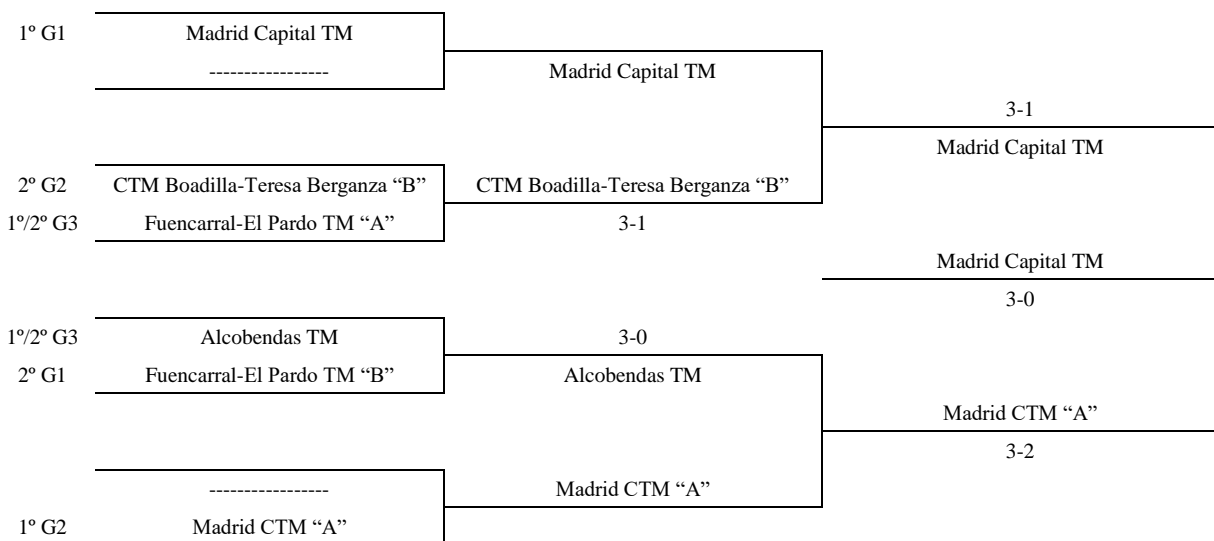 1º G1 Madrid Capital TM
-----------------
Madrid Capital TM
3-1
Madrid Capital TM
2º G2 CTM Boadilla-Teresa Berganza “B” CTM Boadilla-Teresa Berganza “B”
1º/2º G3 Fuencarral-El Pardo TM “A” 3-1
Madrid Capital TM
3-0
1º/2º G3 Alcobendas TM 3-0
2º G1 Fuencarral-El Pardo TM “B” Alcobendas TM
Madrid CTM “A”
3-2
-----------------
Madrid CTM “A”
1º G2 Madrid CTM “A”